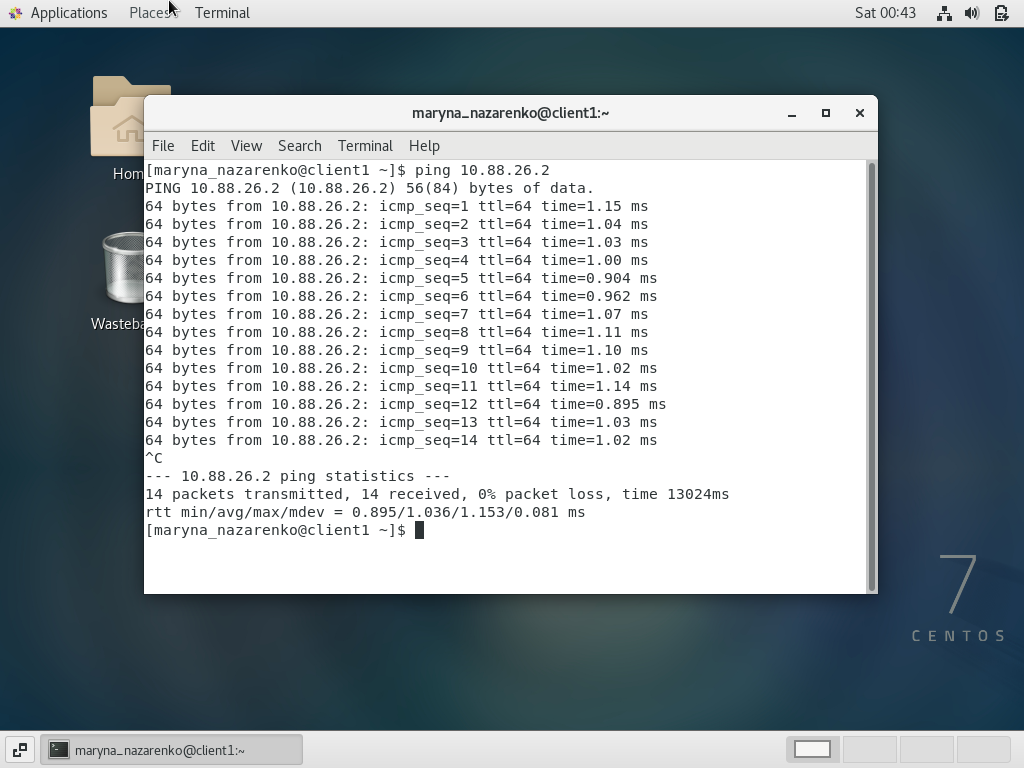 Applications Places Terminal Sat 00:43
Home
maryna_nazarenko@client1:~
File Edit View Search Terminal Help
[maryna_nazarenko@client1 ~]$ ping 10.88.26.2
PING 10.88.26.2 (10.88.26.2) 56(84) bytes of data.
64 bytes from 10.88.26.2: icmp_seq=1 ttl=64 time=1.15 ms
64 bytes from 10.88.26.2: icmp_seq=2 ttl=64 time=1.04 ms
64 bytes from 10.88.26.2: icmp_seq=3 ttl=64 time=1.03 ms
64 bytes from 10.88.26.2: icmp_seq=4 ttl=64 time=1.00 ms
64 bytes from 10.88.26.2: icmp_seq=5 ttl=64 time=0.904 ms
64 bytes from 10.88.26.2: icmp_seq=6 ttl=64 time=0.962 ms
64 bytes from 10.88.26.2: icmp_seq=7 ttl=64 time=1.07 ms
64 bytes from 10.88.26.2: icmp_seq=8 ttl=64 time=1.11 ms
64 bytes from 10.88.26.2: icmp_seq=9 ttl=64 time=1.10 ms
64 bytes from 10.88.26.2: icmp_seq=10 ttl=64 time=1.02 ms
64 bytes from 10.88.26.2: icmp_seq=11 ttl=64 time=1.14 ms
64 bytes from 10.88.26.2: icmp_seq=12 ttl=64 time=0.895 ms
64 bytes from 10.88.26.2: icmp_seq=13 ttl=64 time=1.03 ms
64 bytes from 10.88.26.2: icmp_seq=14 ttl=64 time=1.02 ms
^C
--- 10.88.26.2 ping statistics ---
14 packets transmitted, 14 received, 0% packet loss, time 13024ms
rtt min/avg/max/mdev = 0.895/1.036/1.153/0.081 ms
[maryna_nazarenko@client1 ~]$
7
CENTOS
maryna_nazarenko@client1:~